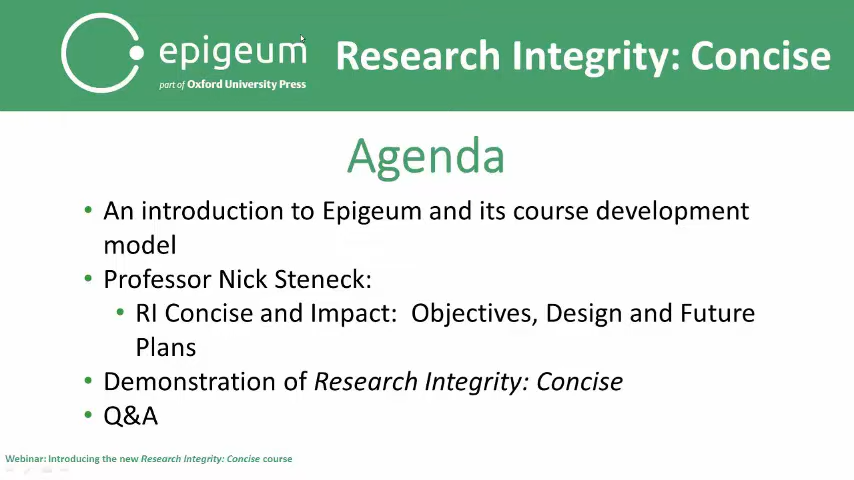 epigeum
part of Oxford University Press
Research Integrity: Concise
Agenda
• An introduction to Epigeum and its course development
model
• Professor Nick Steneck:
• RI Concise and Impact: Objectives, Design and Future
Plans
• Demonstration of Research Integrity: Concise
• Q&A
Webinar: Introducing the new Research Integrity: Concise course